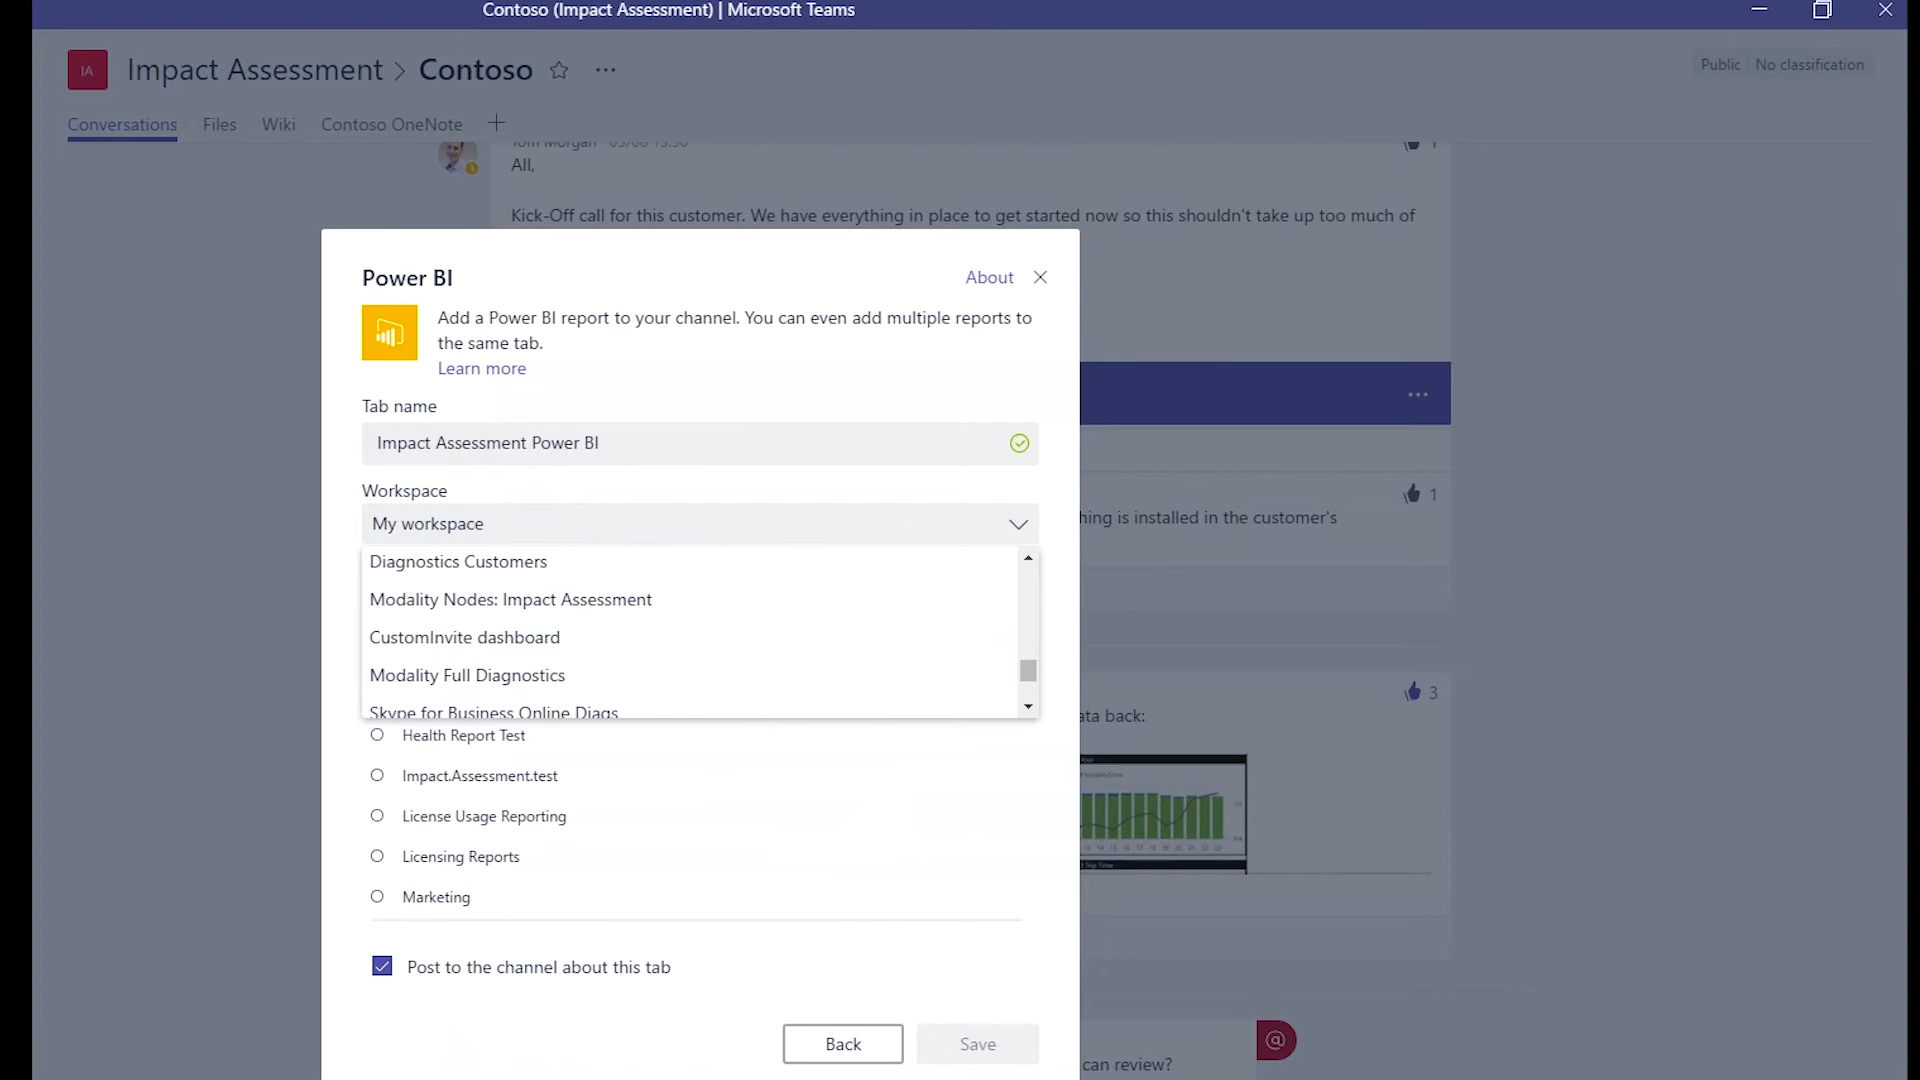 Contoso (Impact Assessment) | Microsoft Teams
IA
Impact Assessment > Contoso
Public
No classification
Conversations
Files
Wiki
Contoso OneNote
Tom Morgan
1
All,
Kick-Off call for this customer. We have everything in place to get started now so this shouldn't take up too much of
Power BI
About
Add a Power BI report to your channel. You can even add multiple reports to
the same tab.
Learn more
Tab name
Impact Assessment Power BI
Workspace
My workspace
1
hing is installed in the customer's
Diagnostics Customers
Modality Nodes: Impact Assessment
CustomInvite dashboard
Modality Full Diagnostics
Skype for Business Online Diags
3
ata back:
Health Report Test
Impact.Assessment.test
License Usage Reporting
Licensing Reports
Marketing
Post to the channel about this tab
Back
Save
@
can review?